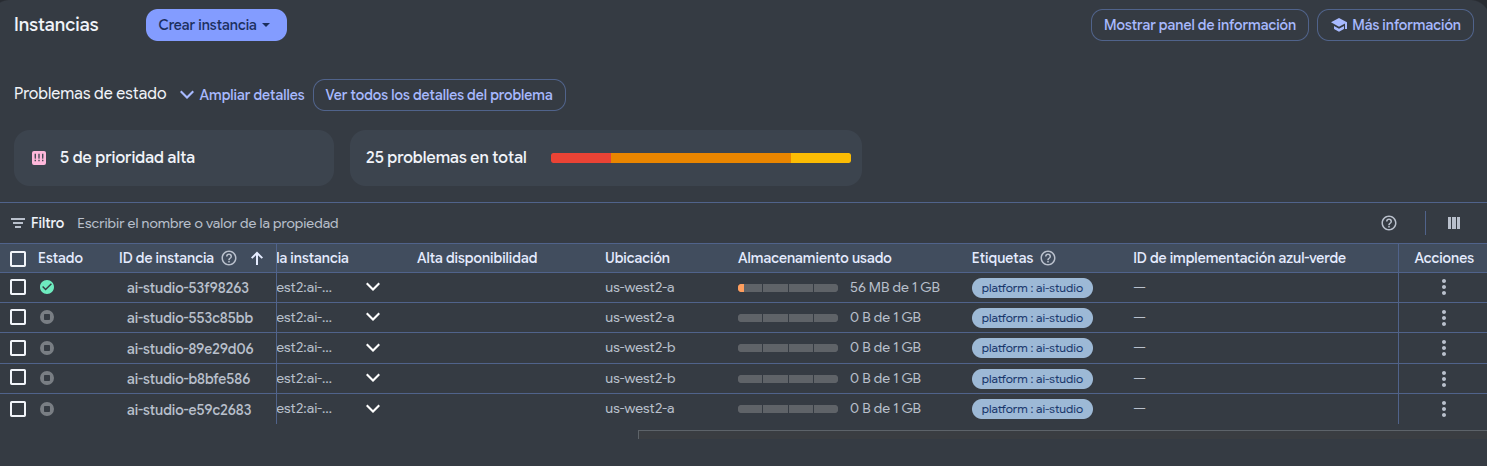 Instancias
Crear instancia
Mostrar panel de información
Más información
Problemas de estado
Ampliar detalles
Ver todos los detalles del problema
5 de prioridad alta
25 problemas en total
Filtro Escribir el nombre o valor de la propiedad
Estado ID de instancia la instancia Alta disponibilidad Ubicación Almacenamiento usado Etiquetas ID de implementación azul-verde Acciones
ai-studio-53f98263 est2:ai-... us-west2-a 56 MB de 1 GB platform : ai-studio —
ai-studio-553c85bb est2:ai-... us-west2-a 0 B de 1 GB platform : ai-studio —
ai-studio-89e29d06 est2:ai-... us-west2-b 0 B de 1 GB platform : ai-studio —
ai-studio-b8bfe586 est2:ai-... us-west2-b 0 B de 1 GB platform : ai-studio —
ai-studio-e59c2683 est2:ai-... us-west2-a 0 B de 1 GB platform : ai-studio —